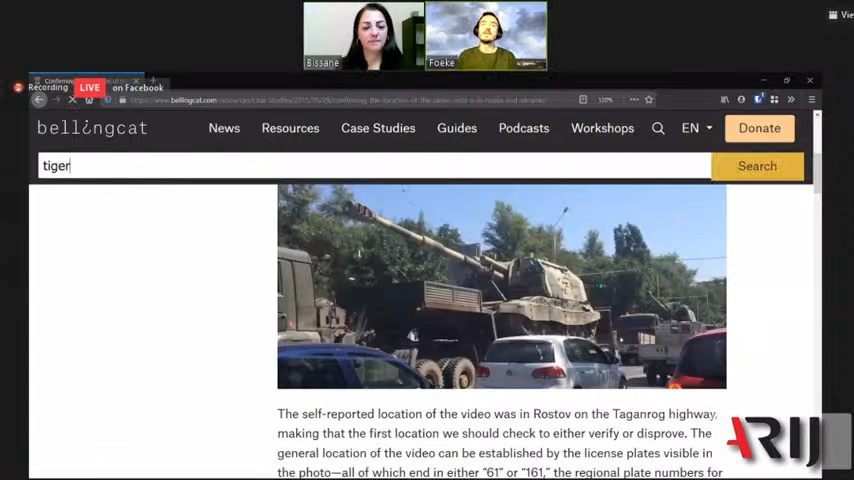 View
Bissane
Foeke
Recording
LIVE
on Facebook
120%
bellingcat
News
Resources
Case Studies
Guides
Podcasts
Workshops
EN
Donate
tiger
Search
The self-reported location of the video was in Rostov on the Taganrog highway,
making that the first location we should check to either verify or disprove. The
general location of the video can be established by the license plates visible in
the photo—all of which end in either “61” or “161,” the regional plate numbers for
ARIJ